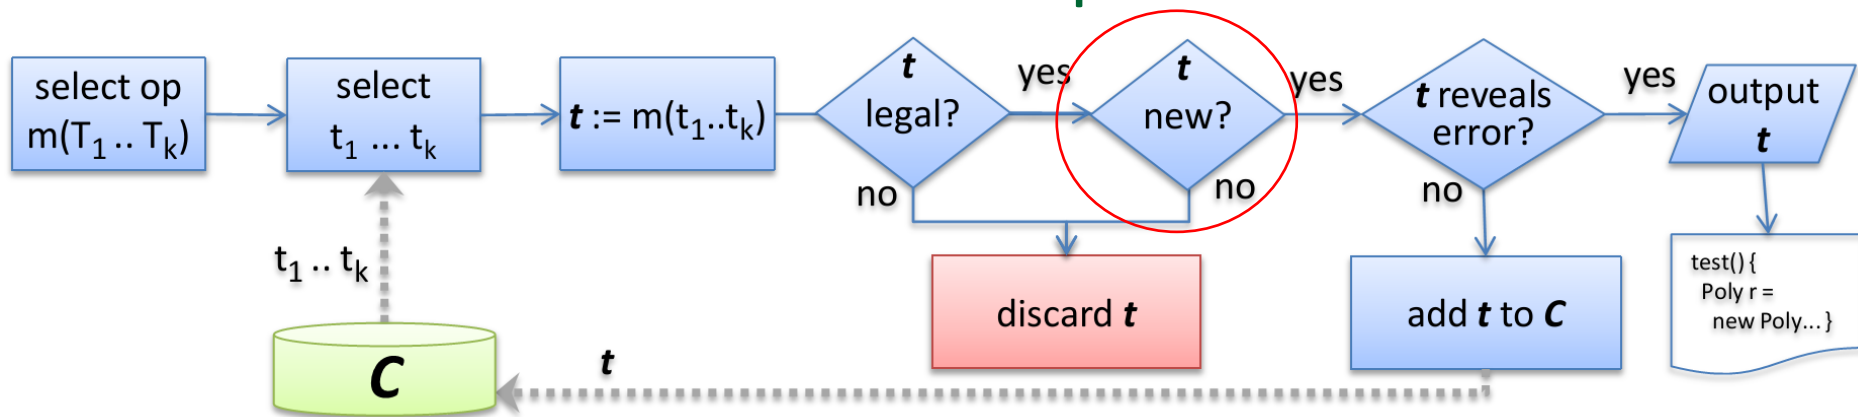 select op
m(T₁ .. Tₖ)
select
t₁ ... tₖ
t := m(t₁..tₖ)
t
legal?
yes
no
t
new?
yes
no
t reveals
error?
yes
no
output
t
test() {
Poly r =
new Poly... }
discard t
add t to C
t
t₁ .. tₖ
C